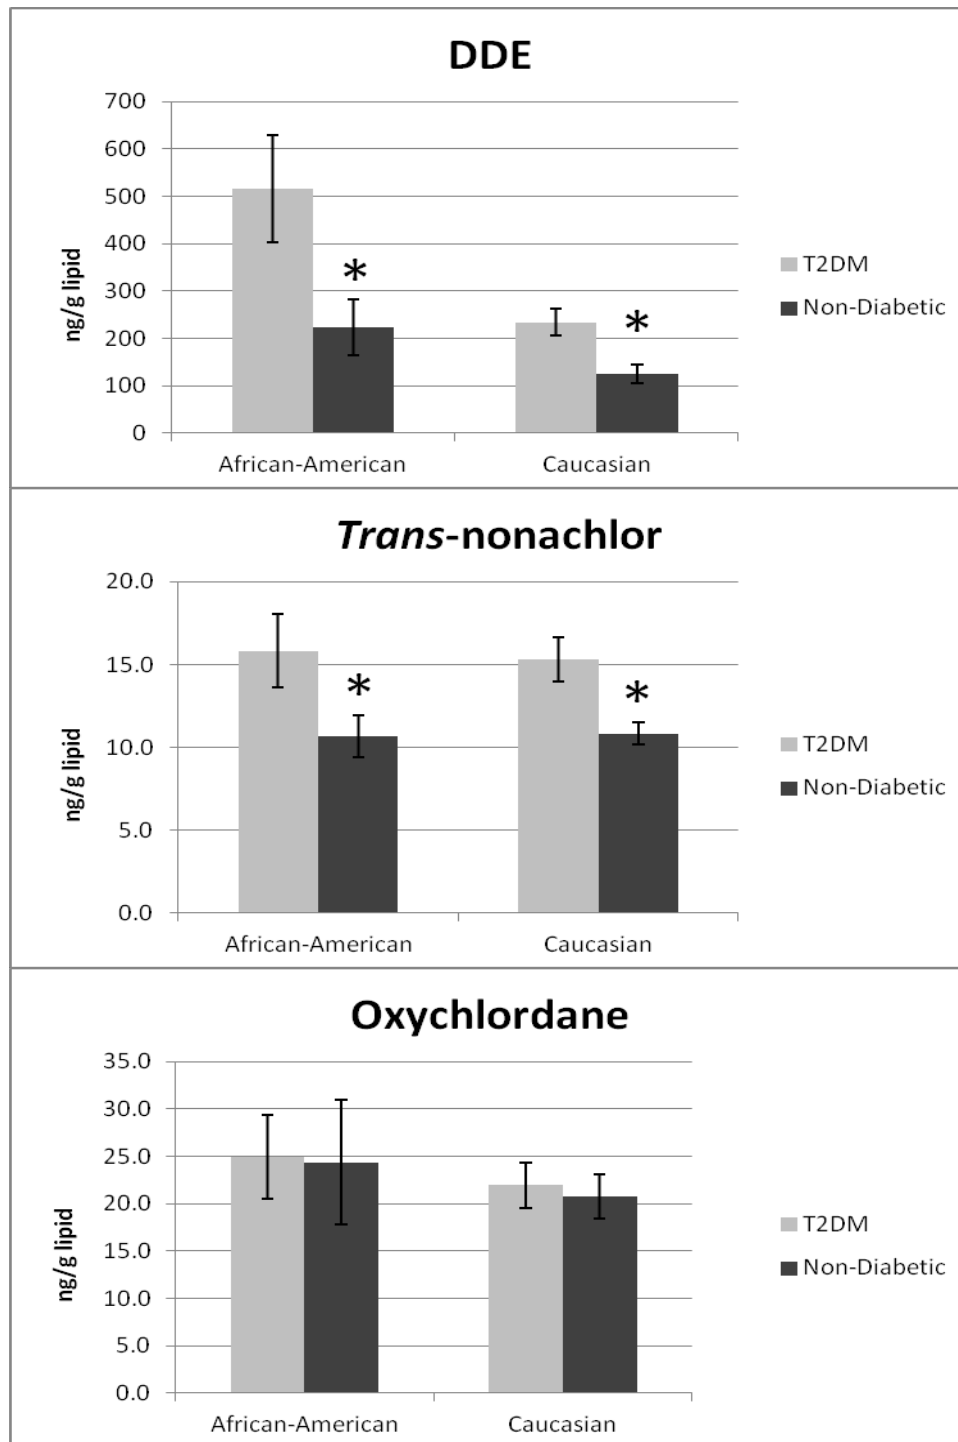 DDE
700
600
500
400
300
200
100
0
ng/g lipid
*
*
African-American
Caucasian
T2DM
Non-Diabetic
Trans-nonachlor
20.0
15.0
10.0
5.0
0.0
ng/g lipid
*
*
African-American
Caucasian
T2DM
Non-Diabetic
Oxychlordane
35.0
30.0
25.0
20.0
15.0
10.0
5.0
0.0
ng/g lipid
African-American
Caucasian
T2DM
Non-Diabetic